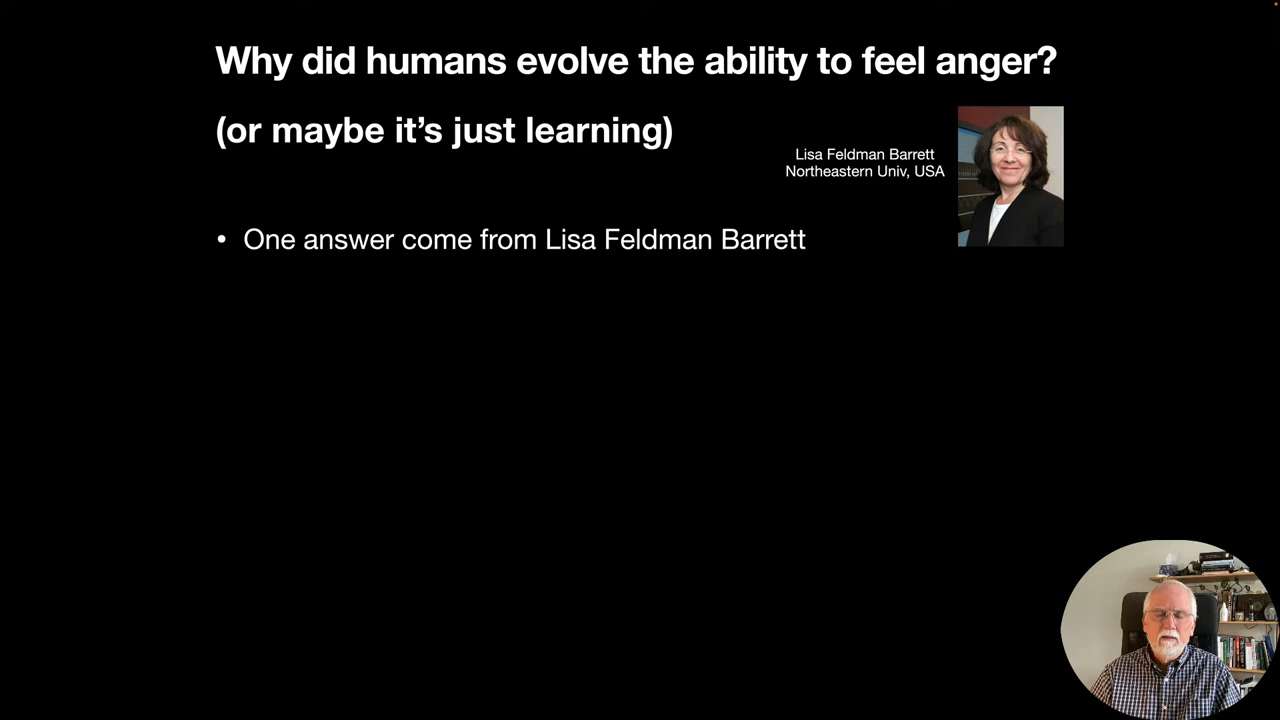 Why did humans evolve the ability to feel anger?
(or maybe it’s just learning)
Lisa Feldman Barrett
Northeastern Univ, USA
• One answer come from Lisa Feldman Barrett